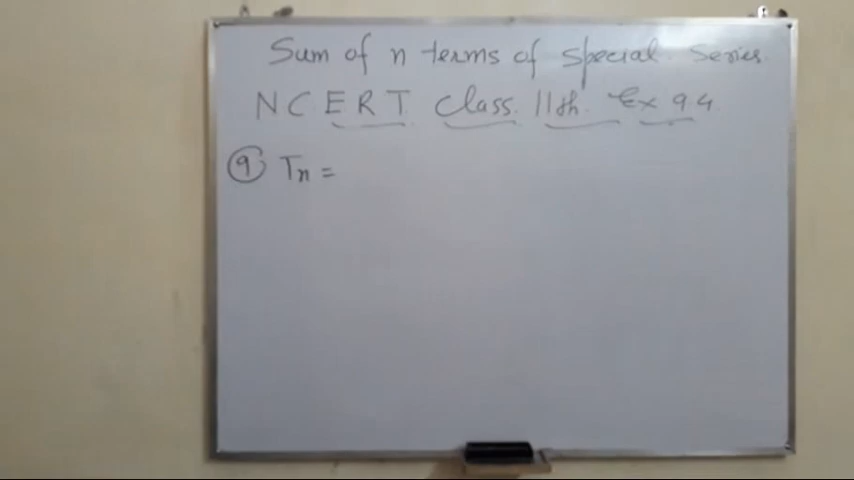 Sum of n terms of special series
NCERT class 11th. Ex 9.4
9 Tn =